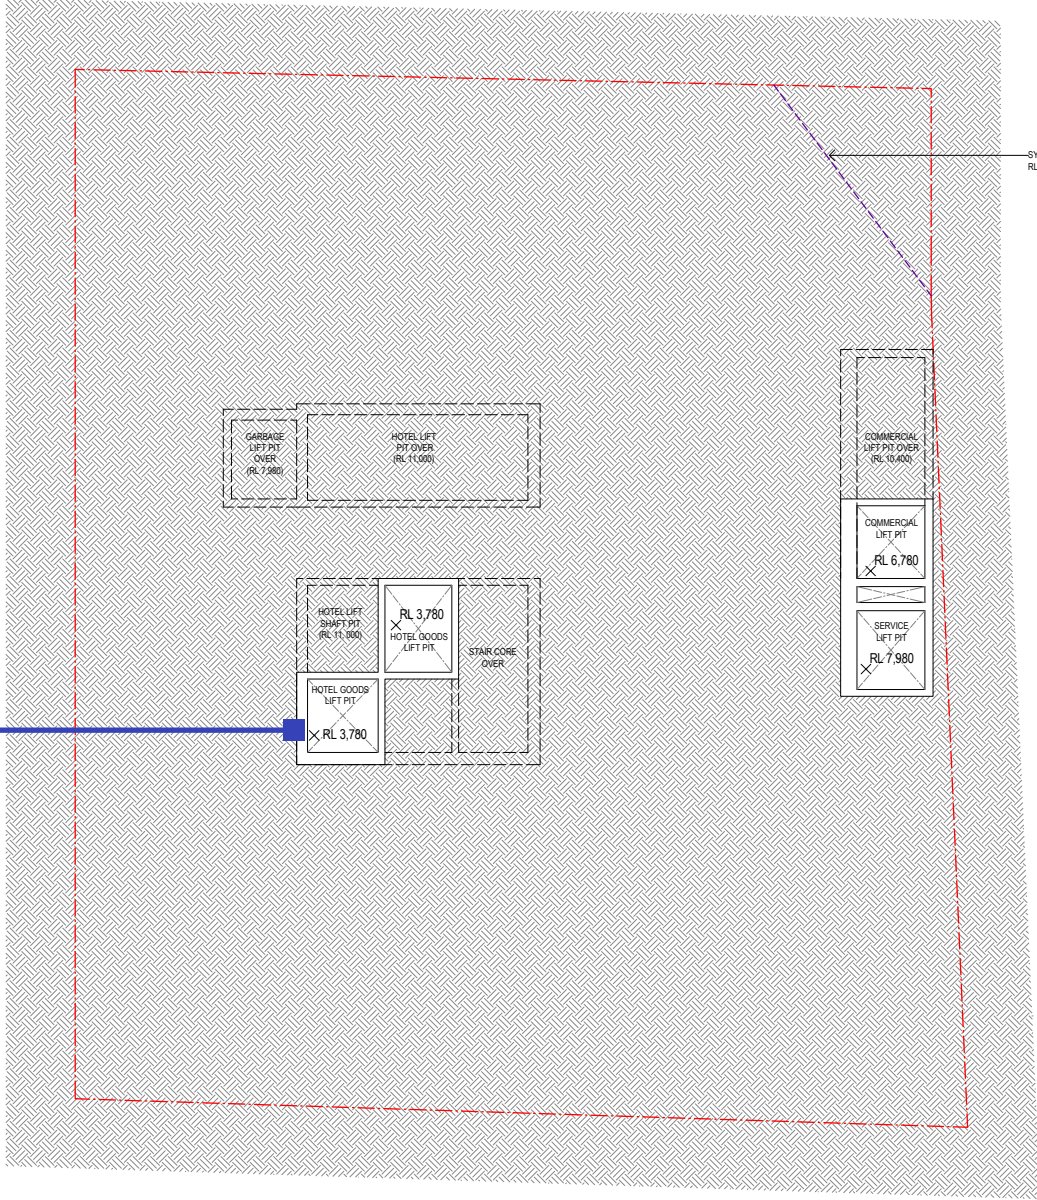 SY
RL
GARBAGE
LIFT PIT
OVER
(RL 7,980)
HOTEL LIFT
PIT OVER
(RL 11,000)
COMMERCIAL
LIFT PIT OVER
(RL 10,400)
COMMERCIAL
LIFT PIT
RL 6,780
SERVICE
LIFT PIT
RL 7,980
HOTEL LIFT
SHAFT PIT
(RL 11, 000)
RL 3,780
HOTEL GOODS
LIFT PIT
STAIR CORE
OVER
HOTEL GOODS
LIFT PIT
RL 3,780